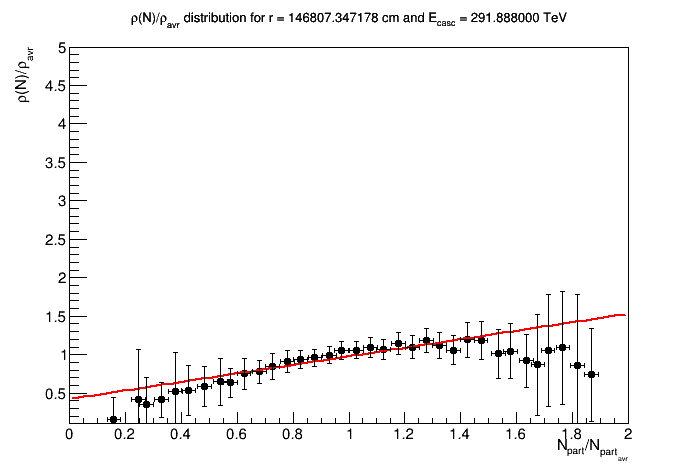 ρ(N)/ρavr distribution for r = 146807.347178 cm and Ecasc = 291.888000 TeV
ρ(N)/ρavr
5
4.5
4
3.5
3
2.5
2
1.5
1
0.5
0 0.2 0.4 0.6 0.8 1 1.2 1.4 1.6 1.8 2
Npart/Npartavr